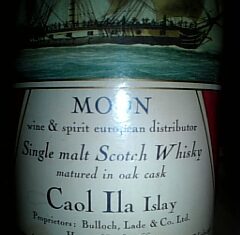 MOON
wine & spirit european distributor
Single malt Scotch Whisky
matured in oak cask
Caol Ila Islay
Proprietors: Bulloch, Lade & Co. Ltd.